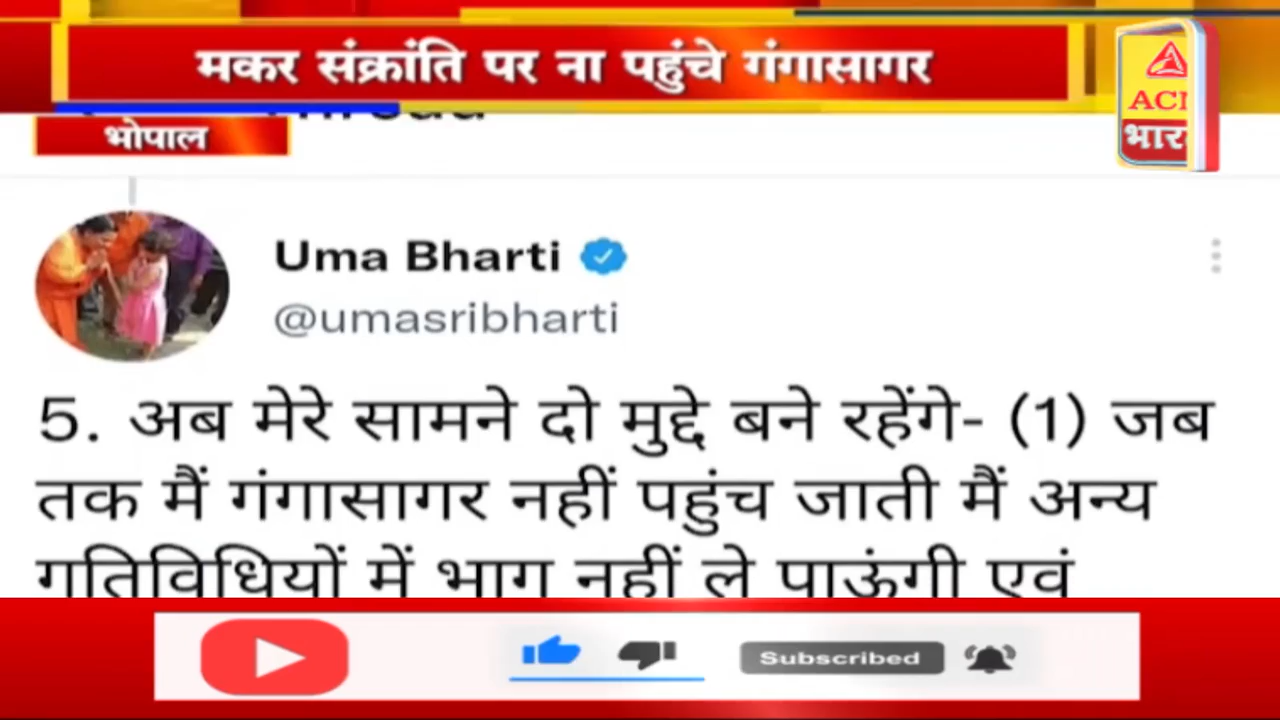 मकर संक्रांति पर ना पहुंचे गंगासागर
ACN
भारत
भोपाल
Uma Bharti
@umasribharti
5. अब मेरे सामने दो मुद्दे बने रहेंगे- (1) जब
तक मैं गंगासागर नहीं पहुंच जाती मैं अन्य
गतिविधियों में भाग नहीं ले पाऊंगी एवं
Subscribed